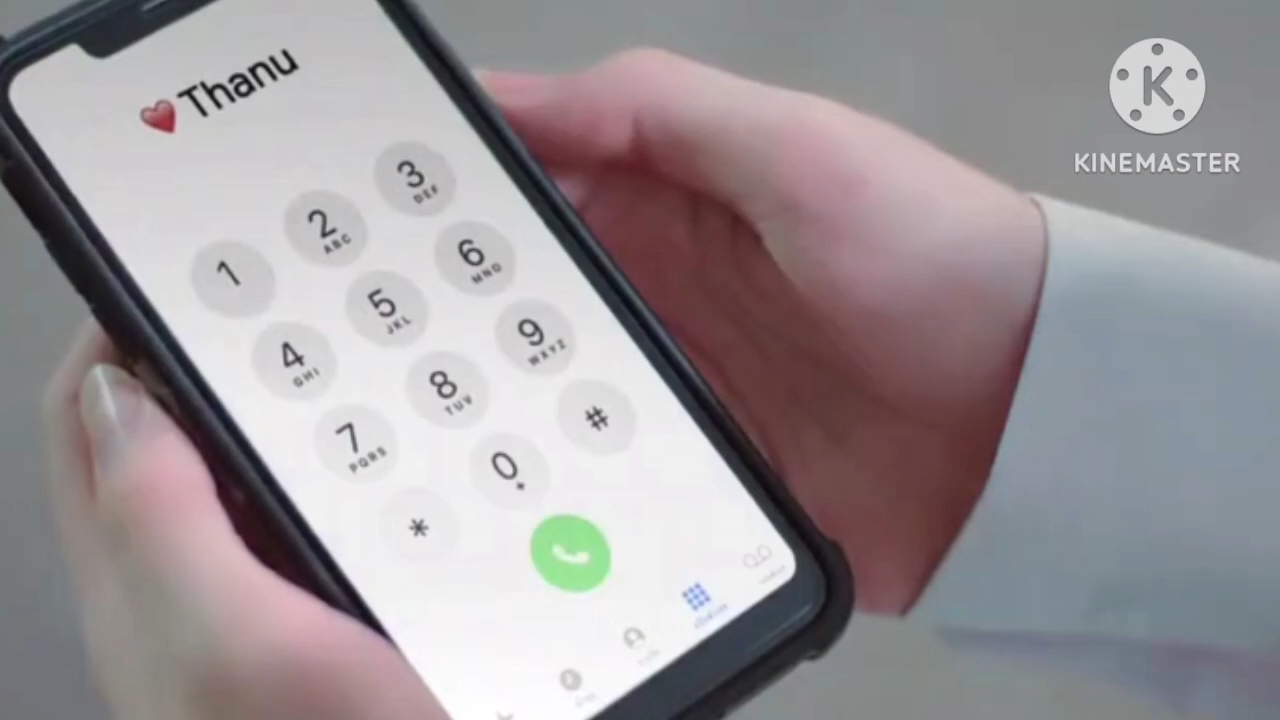 ❤️Thanu
1
2
ABC
3
DEF
4
GHI
5
JKL
6
MNO
7
PQRS
8
TUV
9
WXYZ
*
0
+
#
KINEMASTER